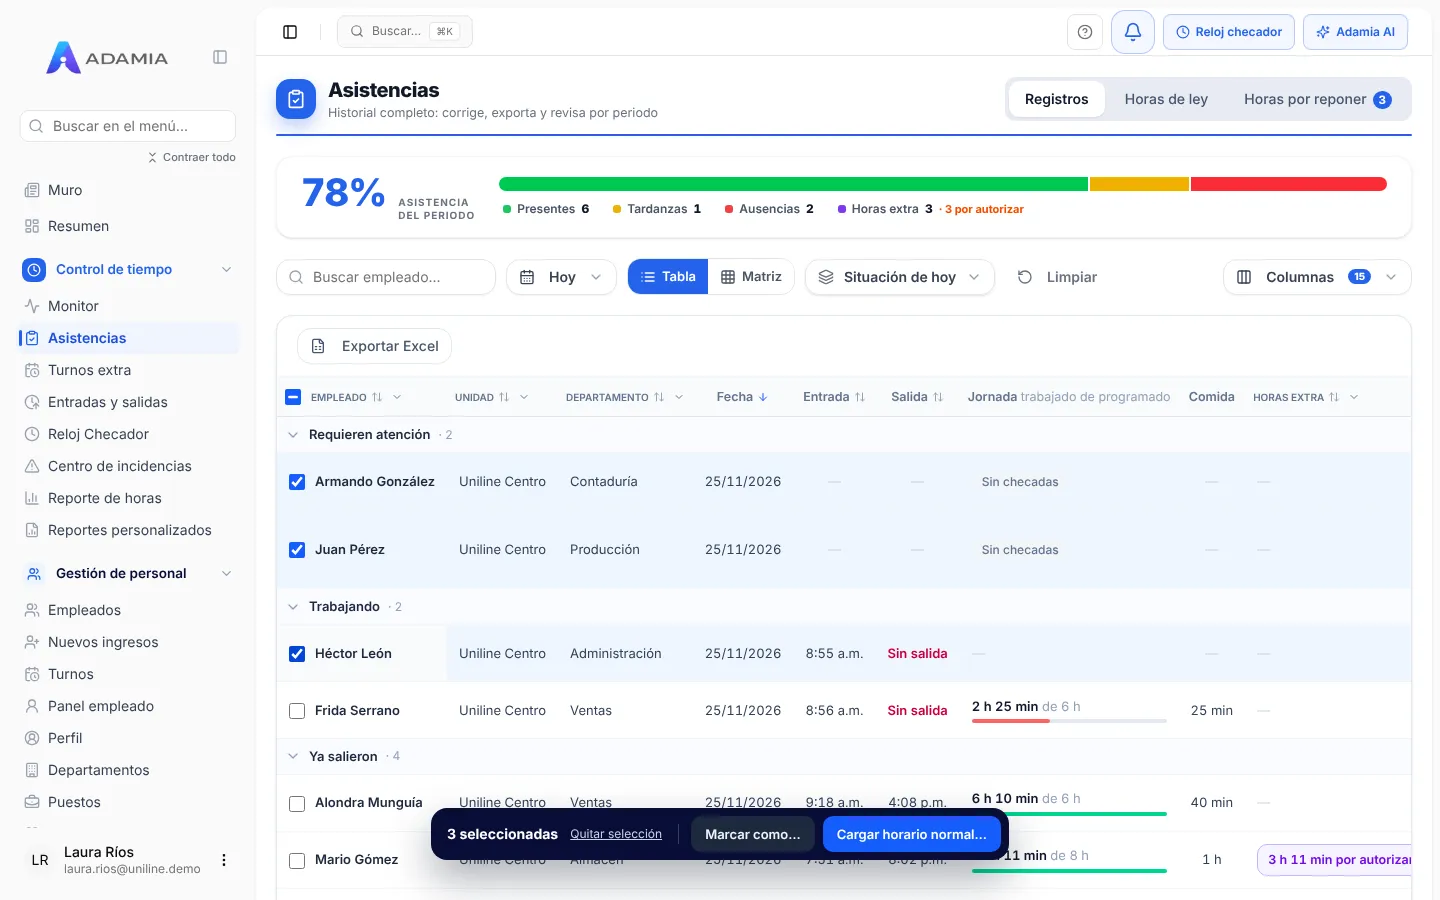 ADAMIA
Buscar en el menú...
Contraer todo
Muro
Resumen
Control de tiempo
Monitor
Asistencias
Turnos extra
Entradas y salidas
Reloj Checador
Centro de incidencias
Reporte de horas
Reportes personalizados
Gestión de personal
Empleados
Nuevos ingresos
Turnos
Panel empleado
Perfil
Departamentos
Puestos
LR
Laura Ríos
laura.rios@uniline.demo
Buscar... ⌘K
Reloj checador
Adamia AI
Asistencias
Historial completo: corrige, exporta y revisa por periodo
Registros
Horas de ley
Horas por reponer 3
78% ASISTENCIA
DEL PERIODO
Presentes 6
Tardanzas 1
Ausencias 2
Horas extra 3 · 3 por autorizar
Buscar empleado...
Hoy
Tabla
Matriz
Situación de hoy
Limpiar
Columnas 15
Exportar Excel
EMPLEADO UNIDAD DEPARTAMENTO Fecha Entrada Salida Jornada trabajado de programado Comida HORAS EXTRA
Requieren atención · 2
Armando González Uniline Centro Contaduría 25/11/2026 — — Sin checadas — —
Juan Pérez Uniline Centro Producción 25/11/2026 — — Sin checadas — —
Trabajando · 2
Héctor León Uniline Centro Administración 25/11/2026 8:55 a.m. Sin salida — — —
Frida Serrano Uniline Centro Ventas 25/11/2026 8:56 a.m. Sin salida 2 h 25 min de 6 h 25 min —
Ya salieron · 4
Alondra Munguía Uniline Centro Ventas 25/11/2026 9:18 a.m. 4:08 p.m. 6 h 10 min de 6 h 40 min —
3 seleccionadas Quitar selección Marcar como... Cargar horario normal...
Mario Gómez Uniline Centro Almacén 25/11/2026 11 min de 8 h 1 h 3 h 11 min por autorizar